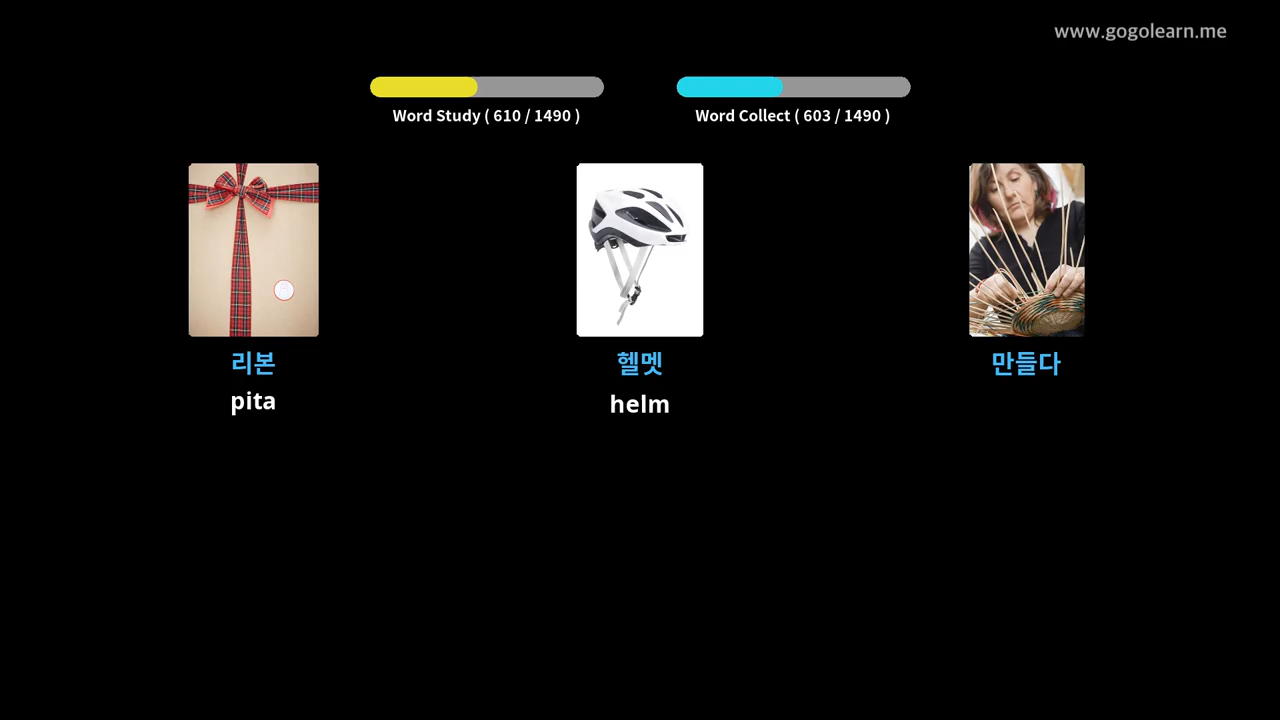 www.gogolearn.me
Word Study ( 610 / 1490 )
Word Collect ( 603 / 1490 )
리본
헬멧
만들다
pita
helm